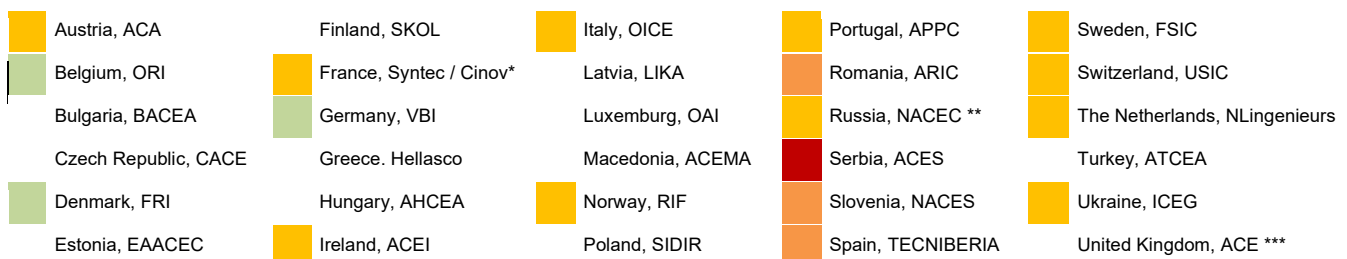 Austria, ACA
Belgium, ORI
Bulgaria, BACEA
Czech Republic, CACE
Denmark, FRI
Estonia, EAACEC
Finland, SKOL
France, Syntec / Cinov*
Germany, VBI
Greece. Hellasco
Hungary, AHCEA
Ireland, ACEI
Italy, OICE
Latvia, LIKA
Luxemburg, OAI
Macedonia, ACEMA
Norway, RIF
Poland, SIDIR
Portugal, APPC
Romania, ARIC
Russia, NACEC **
Serbia, ACES
Slovenia, NACES
Spain, TECNIBERIA
Sweden, FSIC
Switzerland, USIC
The Netherlands, NLingenieurs
Turkey, ATCEA
Ukraine, ICEG
United Kingdom, ACE ***